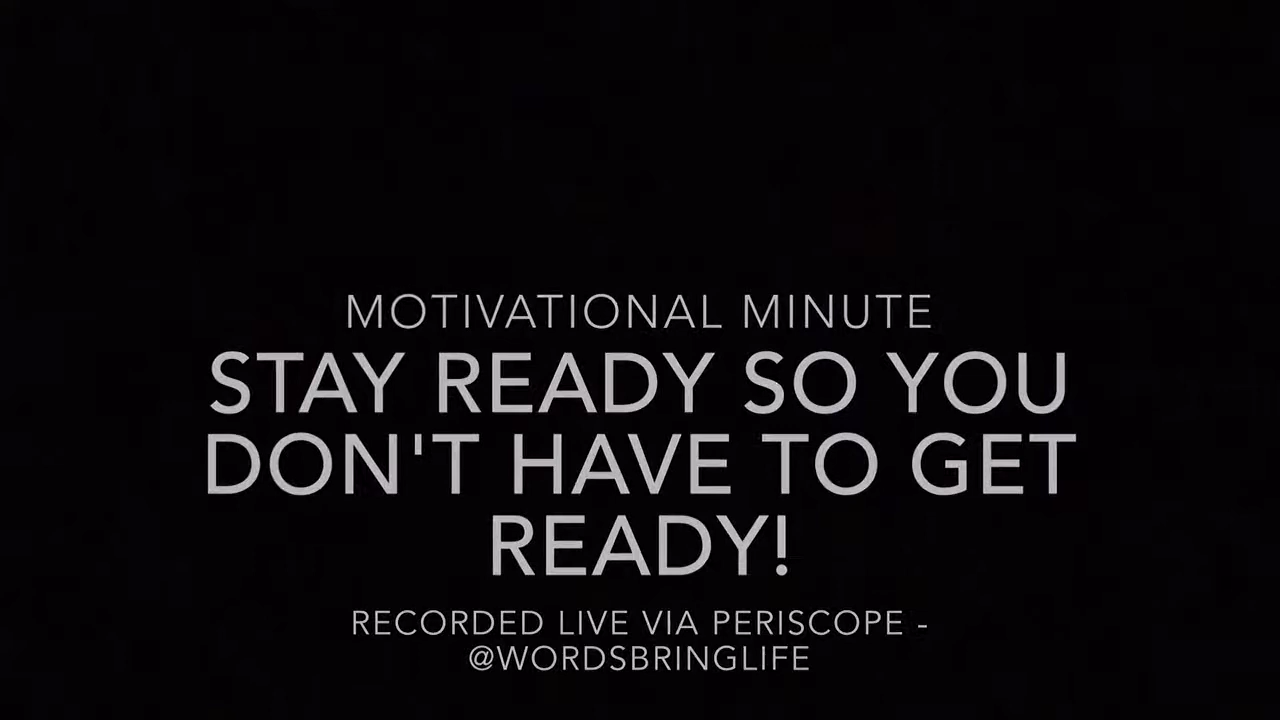 MOTIVATIONAL MINUTE
STAY READY SO YOU
DON'T HAVE TO GET
READY!
RECORDED LIVE VIA PERISCOPE -
@WORDSBRINGLIFE